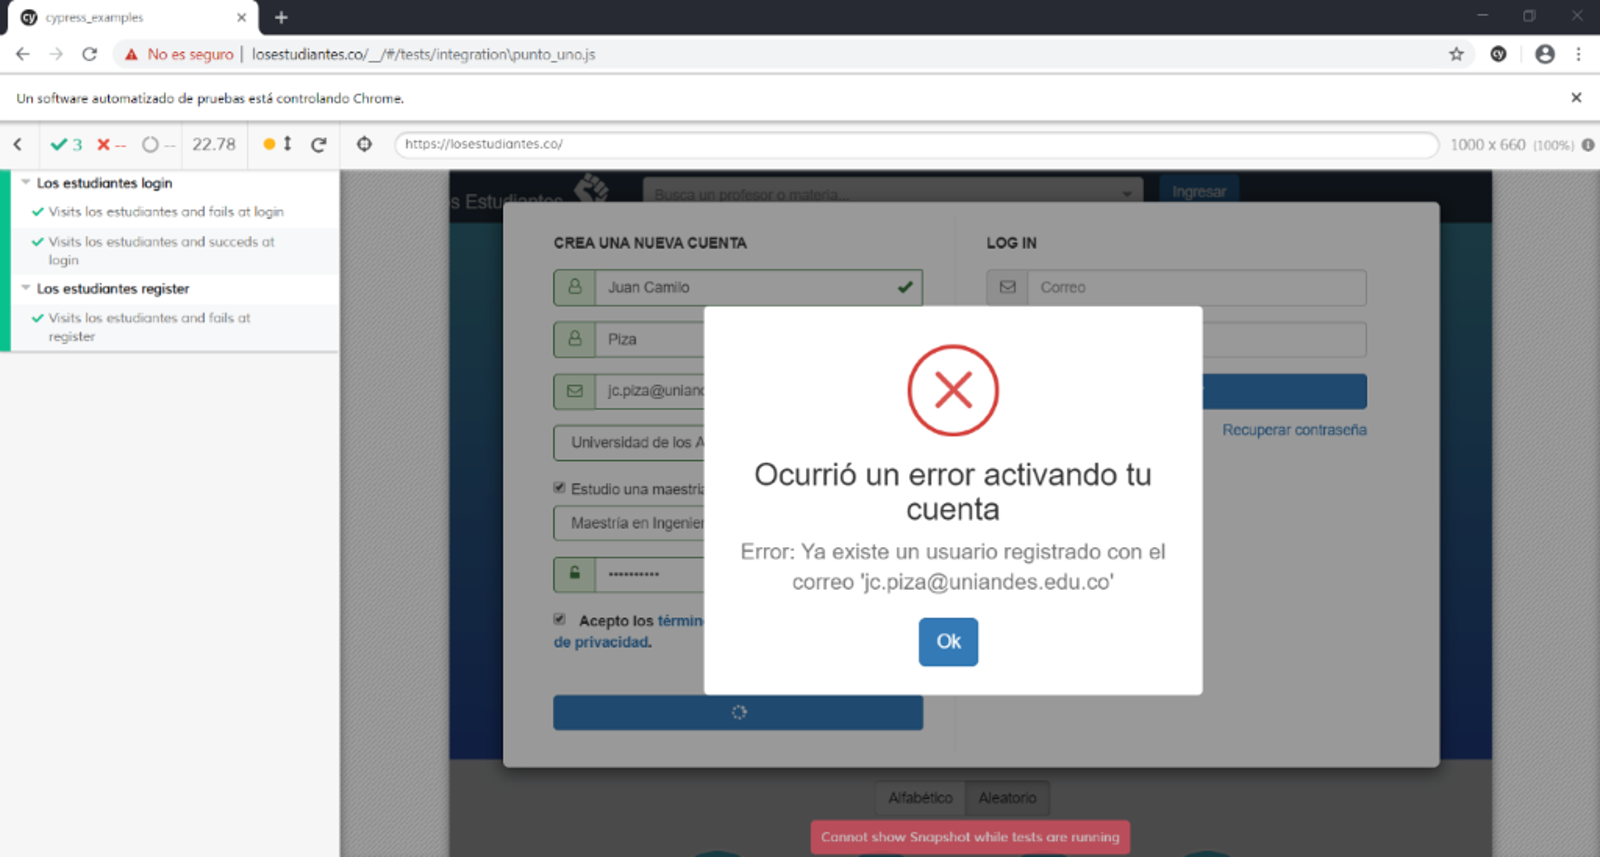 cypress_examples
No es seguro | losestudiantes.co/__/#/tests/integration\punto_uno.js
Un software automatizado de pruebas está controlando Chrome.
3 -- -- 22.78 https://losestudiantes.co/ 1000 x 660 (100%)
Los estudiantes login
Visits los estudiantes and fails at login
Visits los estudiantes and succeds at
login
Los estudiantes register
Visits los estudiantes and fails at
register
s Estudiantes
Busca un profesor o materia...
Ingresar
CREA UNA NUEVA CUENTA
Juan Camilo
Piza
jc.piza@uniand
Universidad de los A
Estudio una maestría
Maestría en Ingenier
Acepto los términ
de privacidad.
LOG IN
Correo
Recuperar contraseña
Ocurrió un error activando tu
cuenta
Error: Ya existe un usuario registrado con el
correo 'jc.piza@uniandes.edu.co'
Ok
Alfabético
Aleatorio
Cannot show Snapshot while tests are running